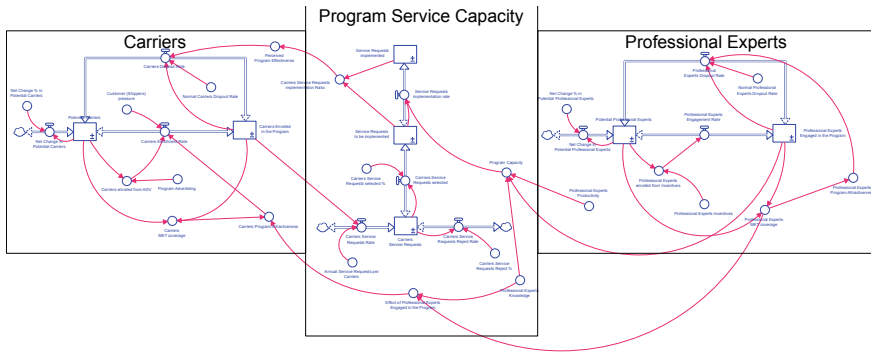 Program Service Capacity
Carriers
Professional Experts
Perceived
Program Effectiveness
Service Requests
implemented
Carriers Dropout Rate
Normal Carriers Dropout Rate
Net Change % in
Potential Carriers
Customer (Shippers)
pressure
Potential Carriers
Carriers Enrolled
in the Program
Net Change in
Potential Carriers
Carriers Enrollment Rate
Carriers enrolled from ADV
Program Advertising
Carriers
MKT coverage
Carriers Program Attractiveness
Carriers Service Requests
implementation Ratio
Service Requests
implementation rate
Service Requests
to be implemented
Carriers Service
Requests selected %
Carriers Service
Requests selected
Program Capacity
Carriers Service
Requests Rate
Carriers
Service Requests
Carriers Service
Requests Reject Rate
Annual Service Requests per
Carriers
Carriers Service
Requests Reject %
Effect of Professional Experts
Engaged in the Program
Professional Experts
Knowledge
Professional
Experts Dropout Rate
Normal Professional
Experts Dropout Rate
Net Change % in
Potential Professional Experts
Potential Professional Experts
Professional Experts
Engagement Rate
Professional Experts
Engaged in the Program
Net Change in
Potential Professional Experts
Professional Experts
enrolled from Incentives
Professional Experts
Program Attractiveness
Professional Experts
Productivity
Professional Experts Incentives
Professional Experts
MKT coverage